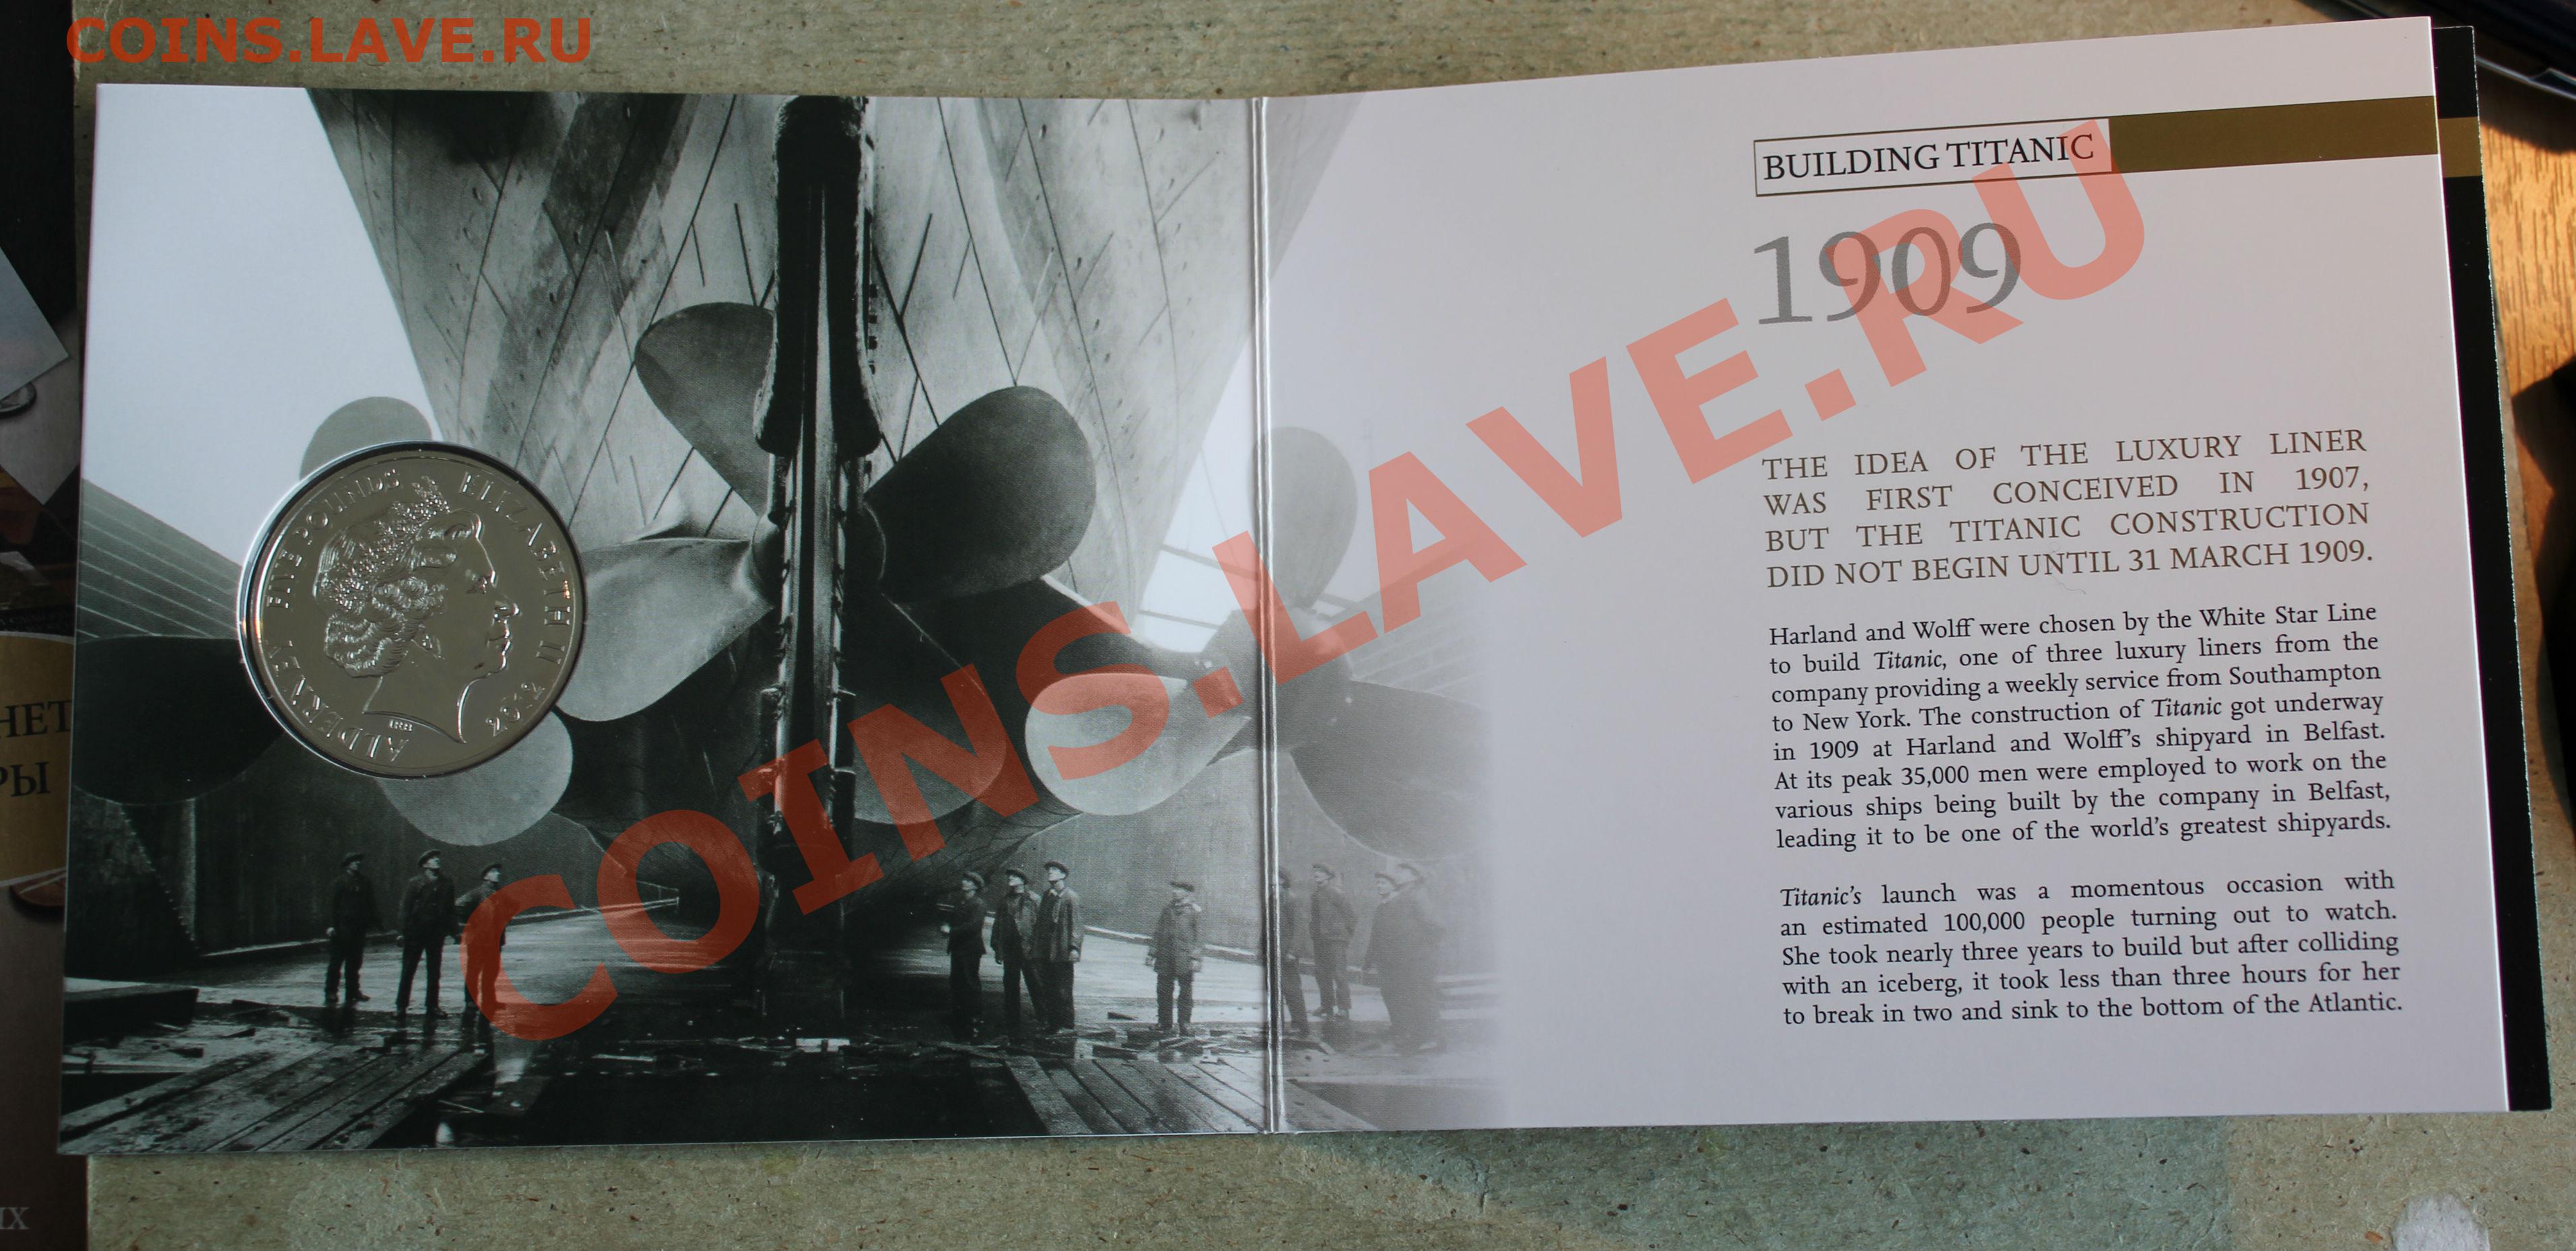 COINS.LAVE.RU
COINS.LAVE.RU
ALDERNEY FIVE POUNDS ELIZABETH II 2012
BUILDING TITANIC
1909
THE IDEA OF THE LUXURY LINER
WAS FIRST CONCEIVED IN 1907,
BUT THE TITANIC CONSTRUCTION
DID NOT BEGIN UNTIL 31 MARCH 1909.
Harland and Wolff were chosen by the White Star Line
to build Titanic, one of three luxury liners from the
company providing a weekly service from Southampton
to New York. The construction of Titanic got underway
in 1909 at Harland and Wolff's shipyard in Belfast.
At its peak 35,000 men were employed to work on the
various ships being built by the company in Belfast,
leading it to be one of the world's greatest shipyards.
Titanic's launch was a momentous occasion with
an estimated 100,000 people turning out to watch.
She took nearly three years to build but after colliding
with an iceberg, it took less than three hours for her
to break in two and sink to the bottom of the Atlantic.